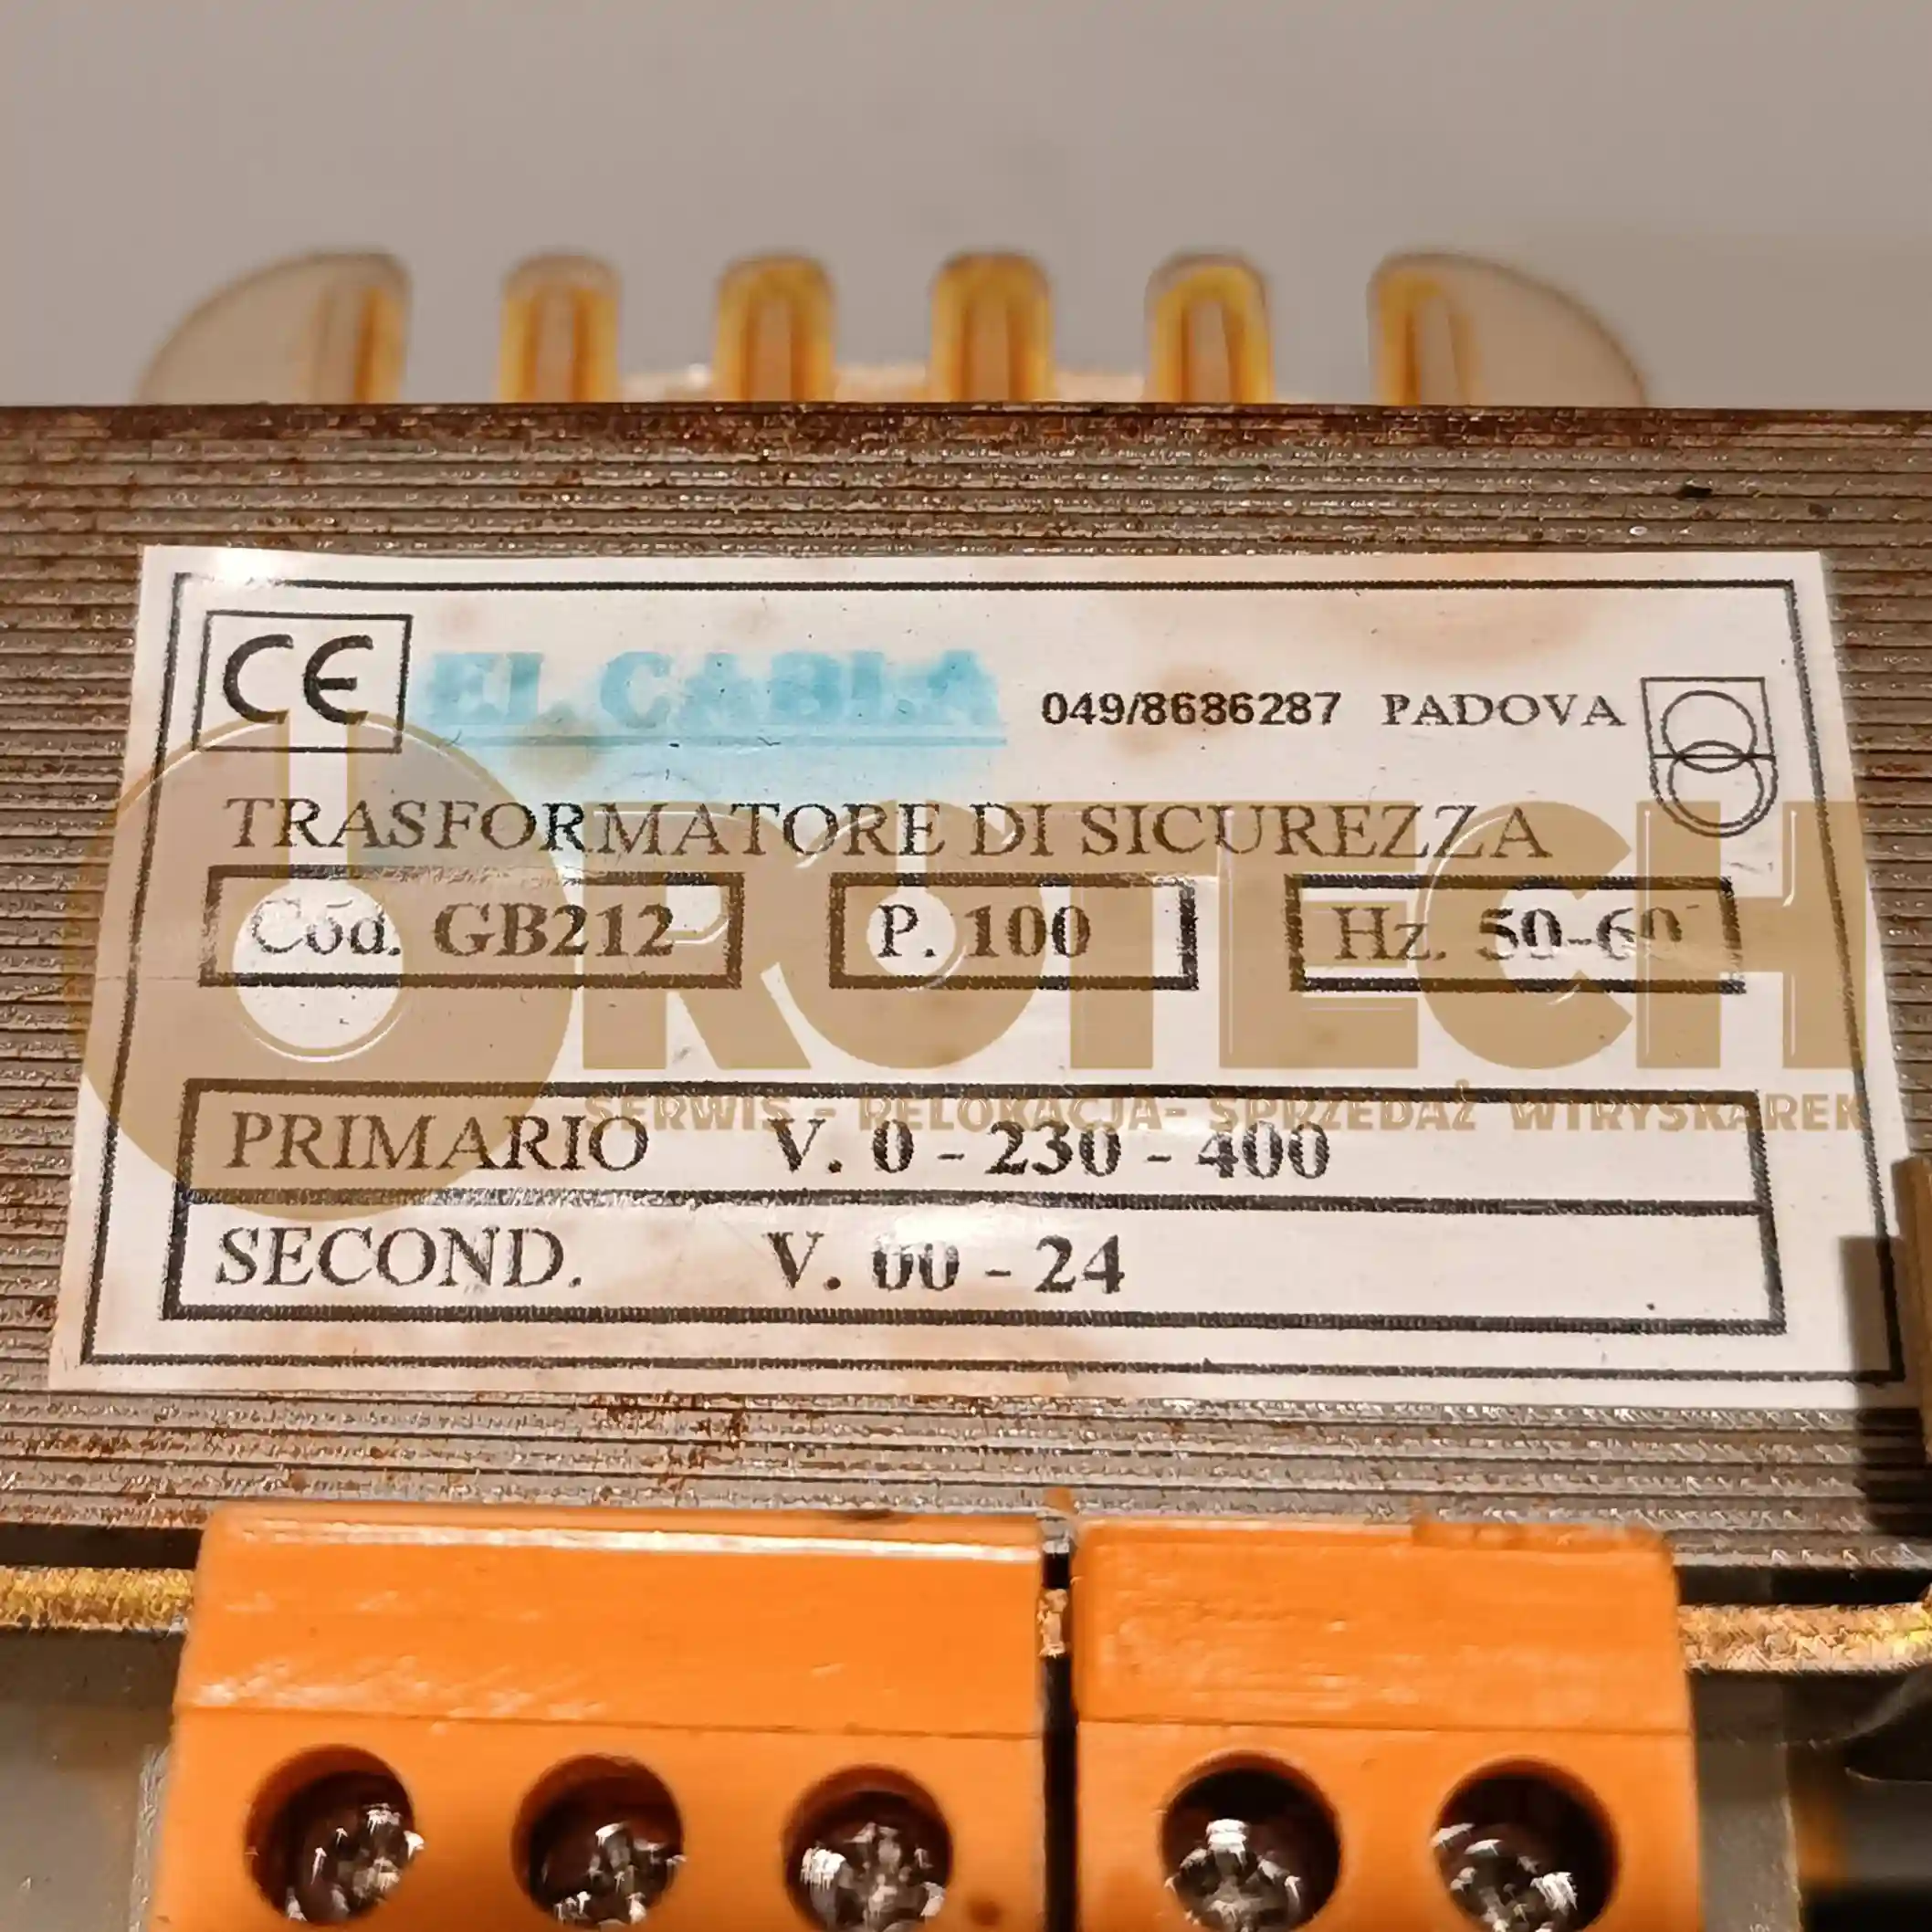 CE EL CABLA 049/8686287 PADOVA
TRASFORMATORE DI SICUREZZA
Cod. GB212 P. 100 Hz. 50-60
bROTECH
SERWIS - RELOKACJA- SPRZEDAŻ WTRYSKAREK
PRIMARIO V. 0 - 230 - 400
SECOND. V. 00 - 24